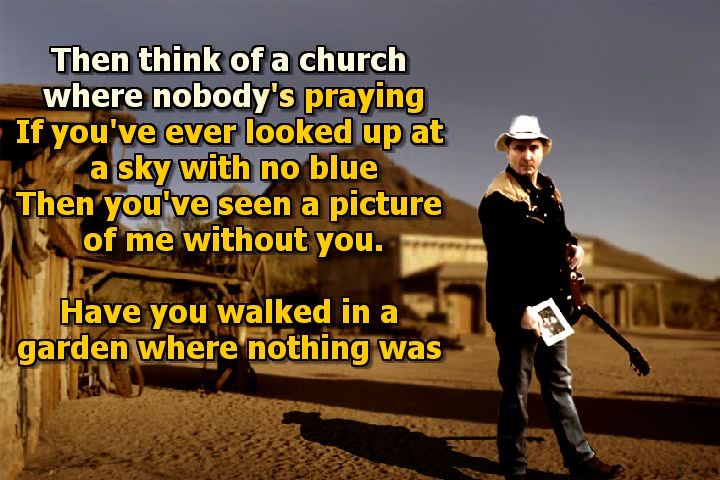 Then think of a church
where nobody's praying
If you've ever looked up at
a sky with no blue
Then you've seen a picture
of me without you.
Have you walked in a
garden where nothing was